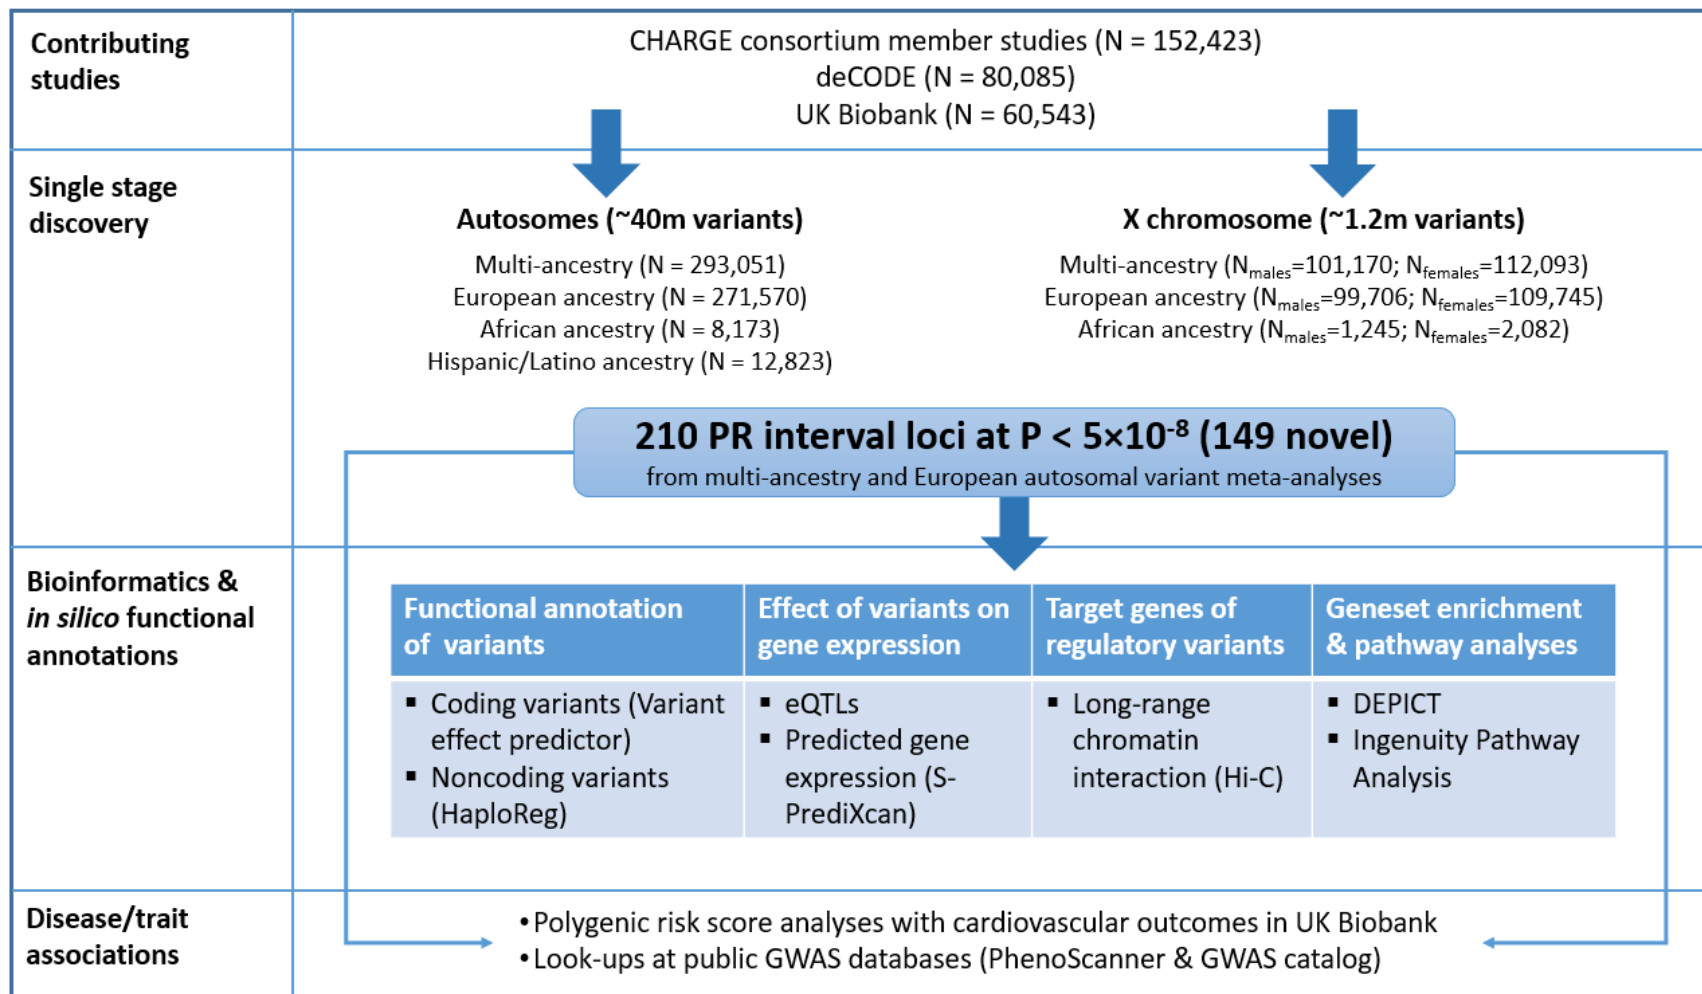 Contributing
studies
CHARGE consortium member studies (N = 152,423)
deCODE (N = 80,085)
UK Biobank (N = 60,543)
Single stage
discovery
Autosomes (~40m variants)
Multi-ancestry (N = 293,051)
European ancestry (N = 271,570)
African ancestry (N = 8,173)
Hispanic/Latino ancestry (N = 12,823)
X chromosome (~1.2m variants)
Multi-ancestry (Nmales=101,170; Nfemales=112,093)
European ancestry (Nmales=99,706; Nfemales=109,745)
African ancestry (Nmales=1,245; Nfemales=2,082)
210 PR interval loci at P < 5×10-8 (149 novel)
from multi-ancestry and European autosomal variant meta-analyses
Bioinformatics &
in silico functional
annotations
Functional annotation
of variants
▪ Coding variants (Variant
effect predictor)
▪ Noncoding variants
(HaploReg)
Effect of variants on
gene expression
▪ eQTLs
▪ Predicted gene
expression (S-
PrediXcan)
Target genes of
regulatory variants
▪ Long-range
chromatin
interaction (Hi-C)
Geneset enrichment
& pathway analyses
▪ DEPICT
▪ Ingenuity Pathway
Analysis
Disease/trait
associations
•Polygenic risk score analyses with cardiovascular outcomes in UK Biobank
•Look-ups at public GWAS databases (PhenoScanner & GWAS catalog)